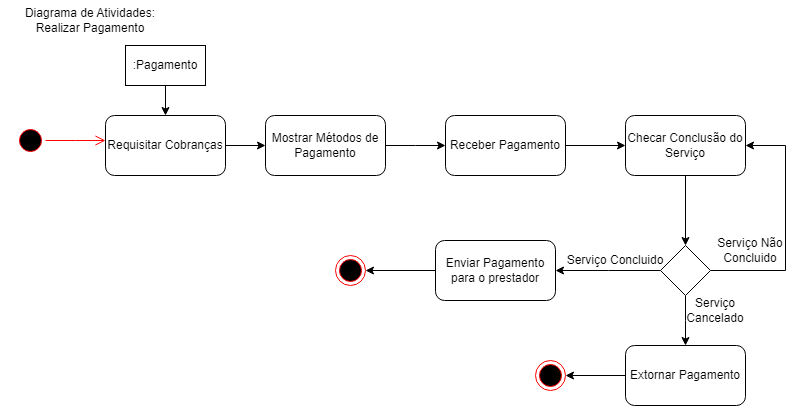 Diagrama de Atividades:
Realizar Pagamento
:Pagamento
Requisitar Cobranças
Mostrar Métodos de
Pagamento
Receber Pagamento
Checar Conclusão do
Serviço
Serviço Não
Concluido
Serviço Concluido
Enviar Pagamento
para o prestador
Serviço
Cancelado
Extornar Pagamento